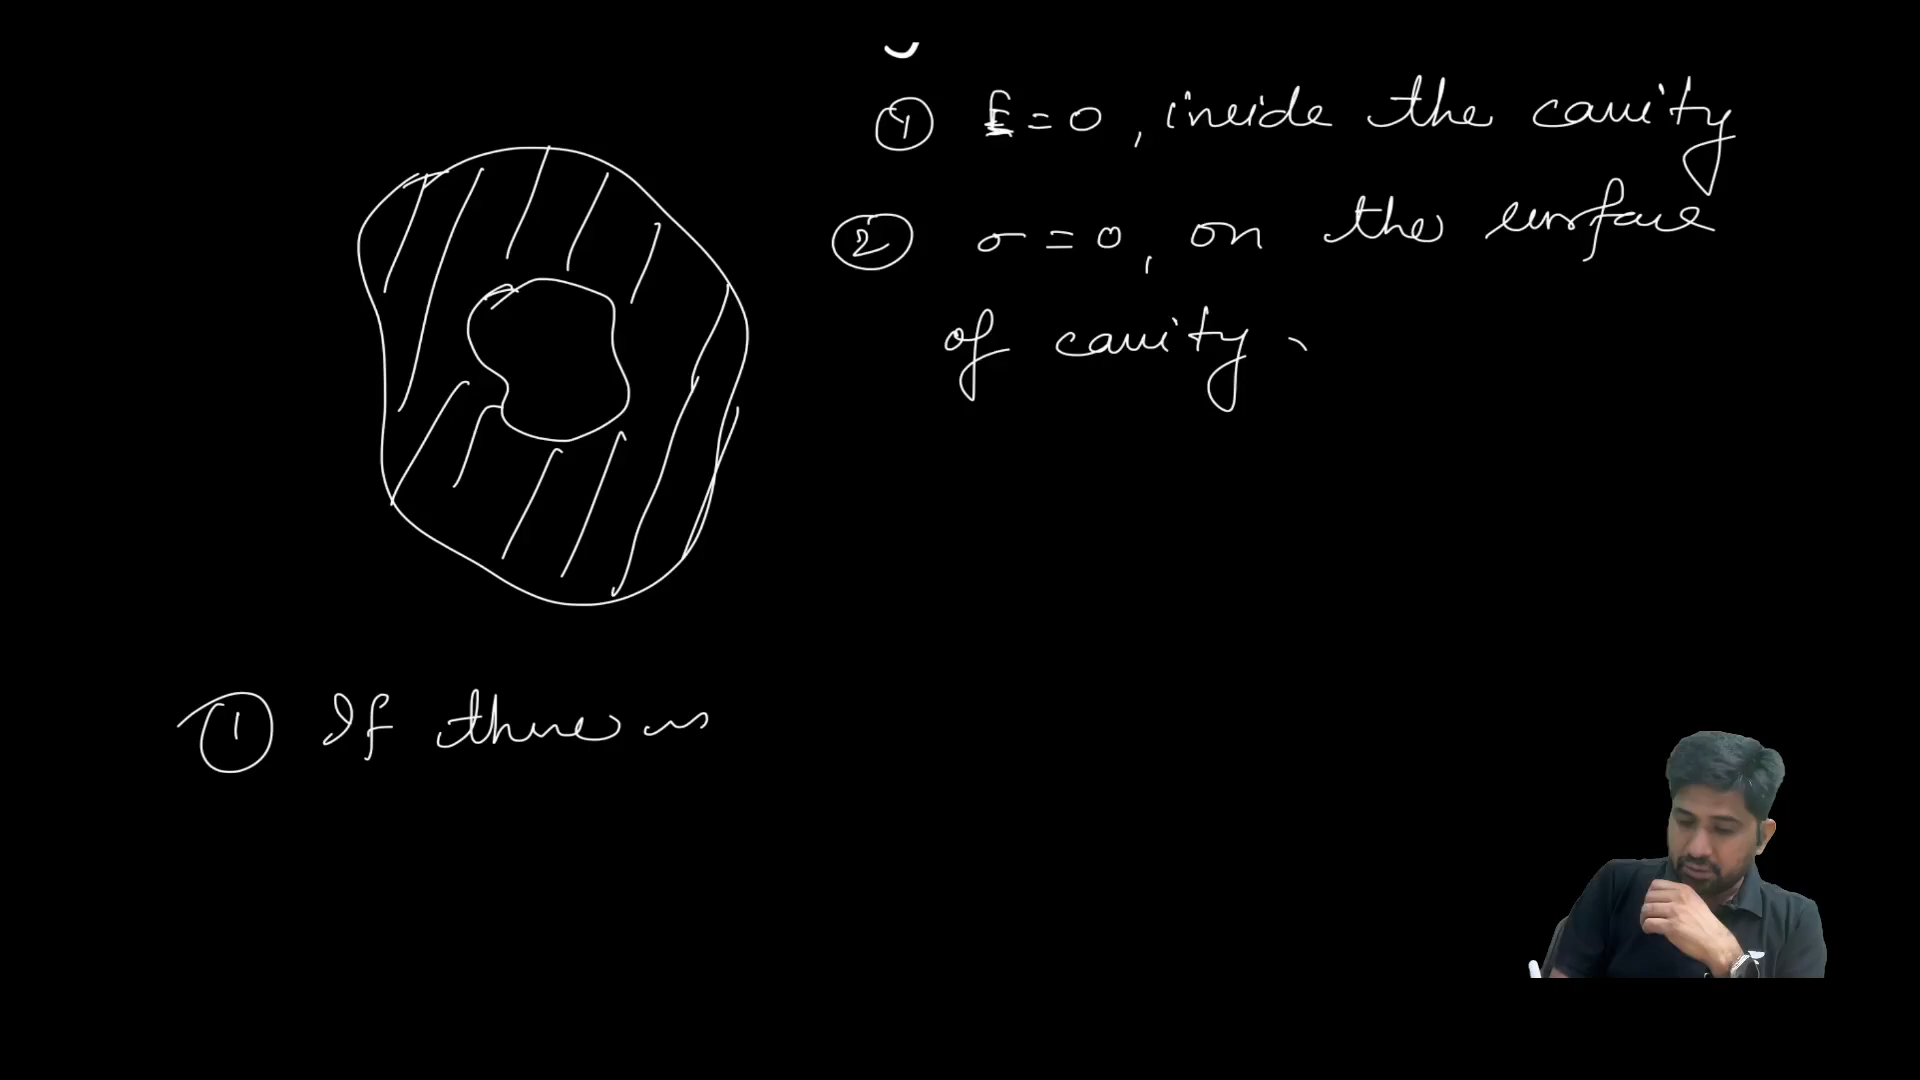 ① E = 0, inside the cavity
② σ = 0, on the surface
of cavity
① If there is